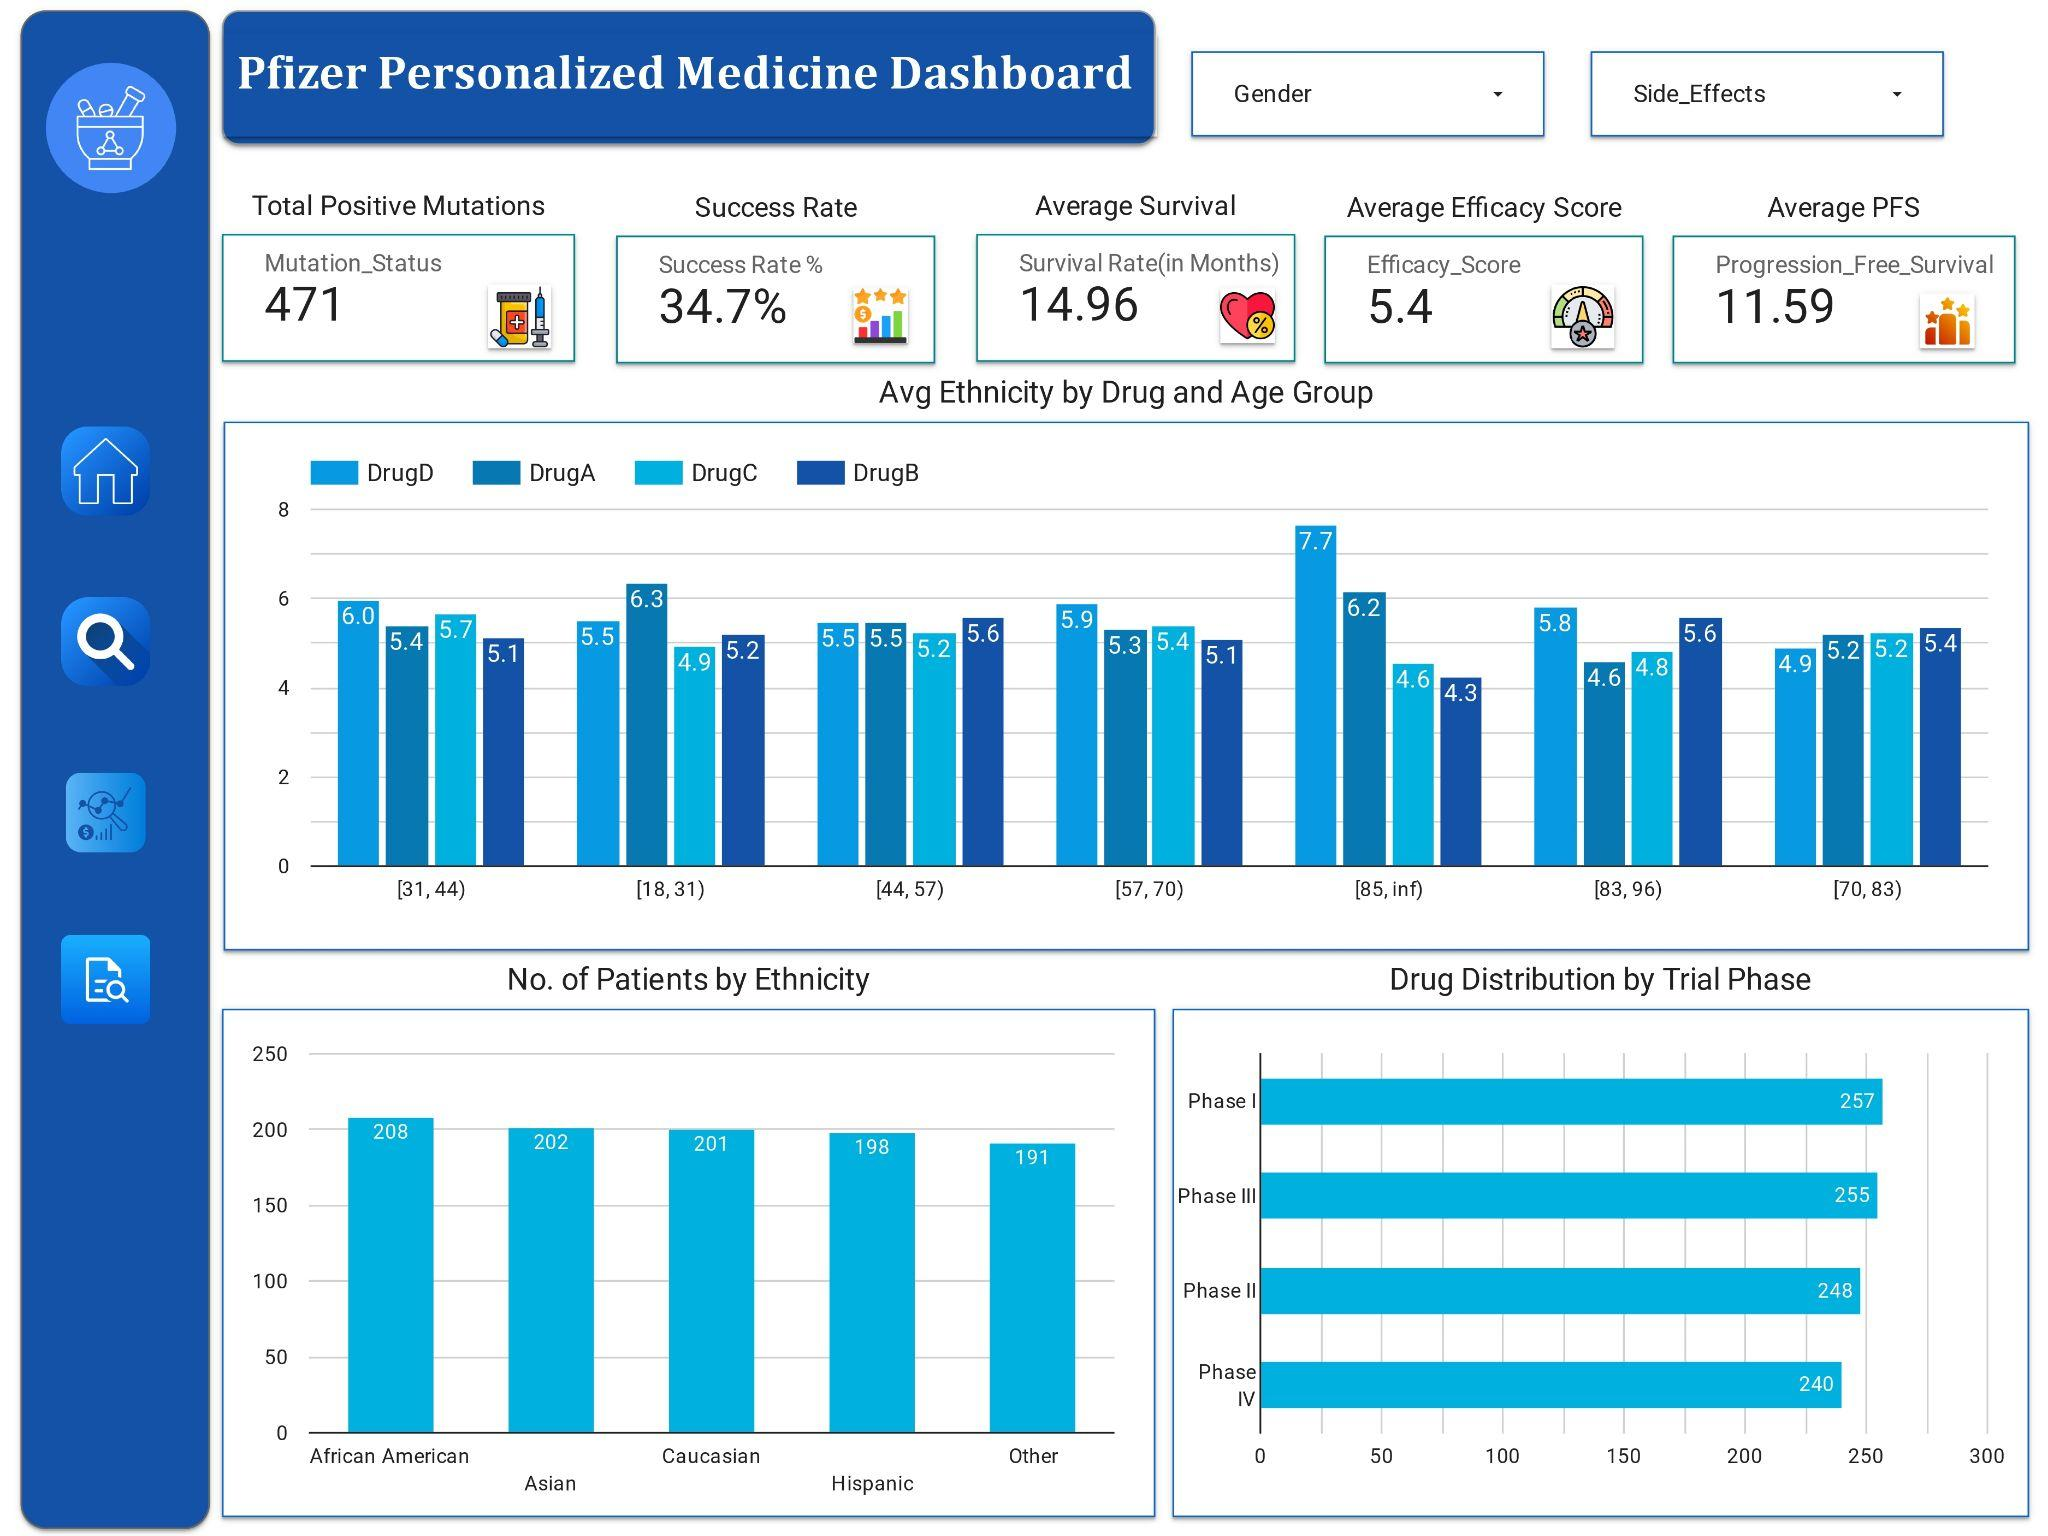 Pfizer Personalized Medicine Dashboard
Gender
Side_Effects
Total Positive Mutations
Mutation_Status
471
Success Rate
Success Rate %
34.7%
Average Survival
Survival Rate(in Months)
14.96
%
Average Efficacy Score
Efficacy_Score
5.4
Average PFS
Progression_Free_Survival
11.59
Avg Ethnicity by Drug and Age Group
DrugD DrugA DrugC DrugB
8
6
4
2
0
6.0 5.4 5.7 5.1
5.5 6.3 4.9 5.2
5.5 5.5 5.2 5.6
5.9 5.3 5.4 5.1
7.7 6.2 4.6 4.3
5.8 4.6 4.8 5.6
4.9 5.2 5.2 5.4
[31, 44) [18, 31) [44, 57) [57, 70) [85, inf) [83, 96) [70, 83)
No. of Patients by Ethnicity
250
200
150
100
50
0
208 202 201 198 191
African American
Asian
Caucasian
Hispanic
Other
Drug Distribution by Trial Phase
Phase I 257
Phase III 255
Phase II 248
Phase
IV
240
0 50 100 150 200 250 300